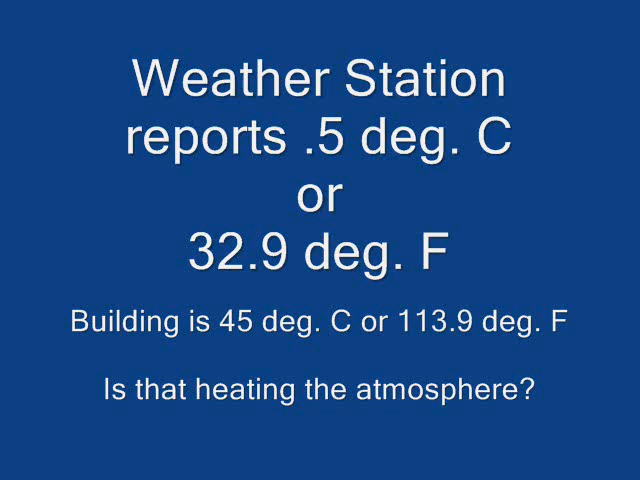 Weather Station
reports .5 deg. C
or
32.9 deg. F
Building is 45 deg. C or 113.9 deg. F
Is that heating the atmosphere?